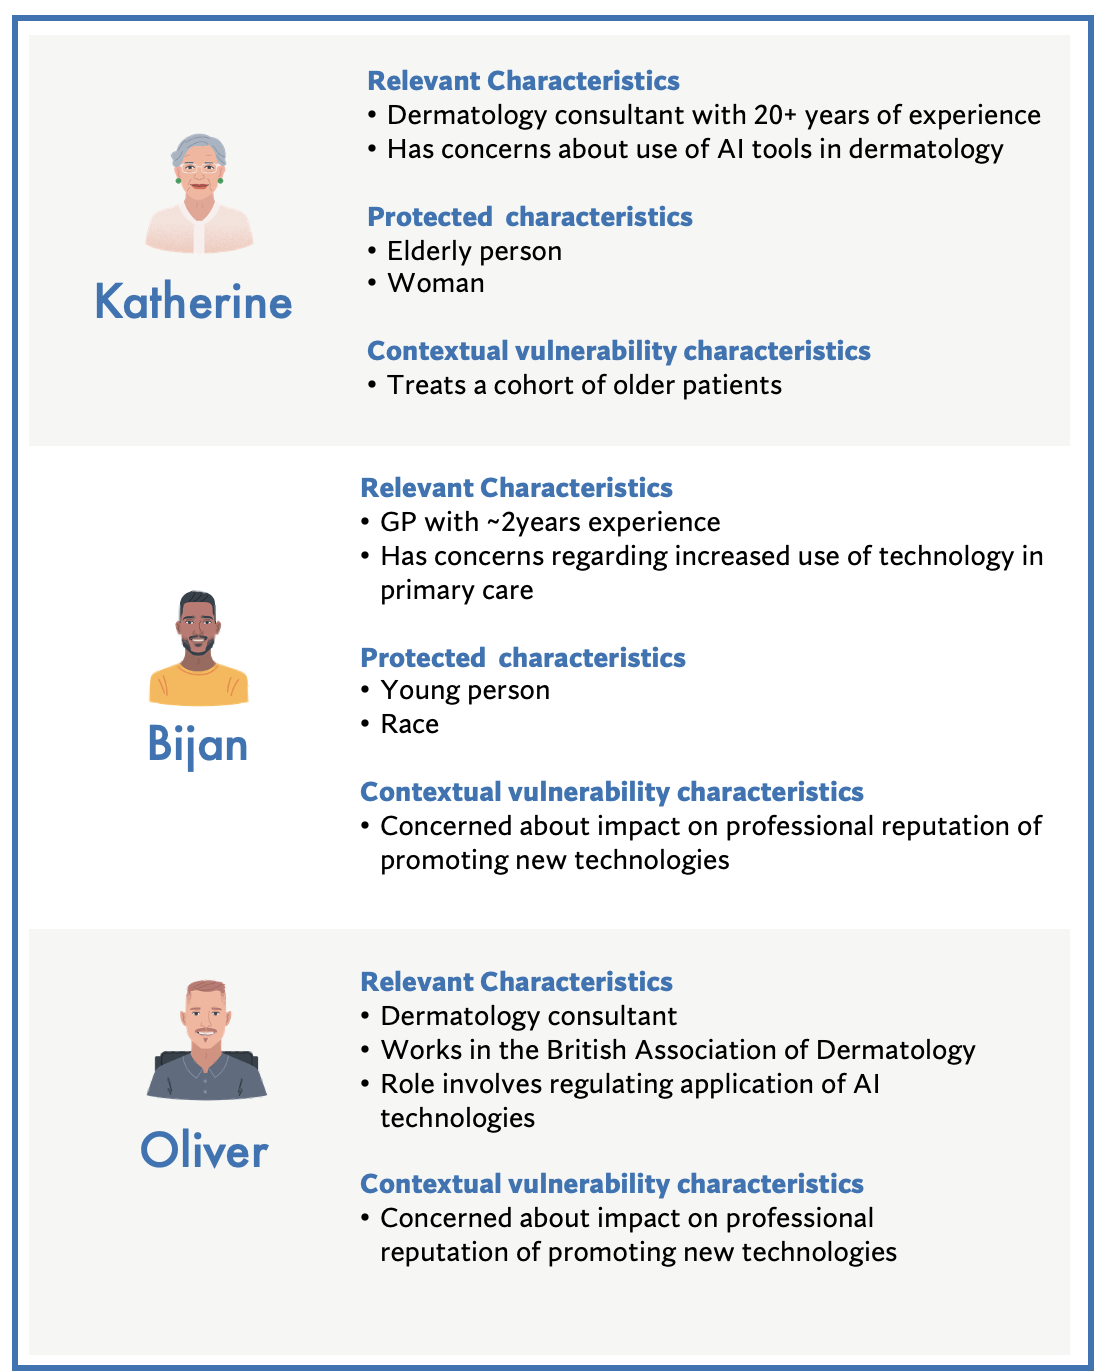 Relevant Characteristics
• Dermatology consultant with 20+ years of experience
• Has concerns about use of AI tools in dermatology
Protected  characteristics
• Elderly person
• Woman
Katherine
Contextual vulnerability characteristics
• Treats a cohort of older patients
Relevant Characteristics
• GP with ~2years experience
• Has concerns regarding increased use of technology in
primary care
Protected  characteristics
• Young person
• Race
Bijan
Contextual vulnerability characteristics
• Concerned about impact on professional reputation of
promoting new technologies
Relevant Characteristics
• Dermatology consultant
• Works in the British Association of Dermatology
• Role involves regulating application of AI
technologies
Oliver
Contextual vulnerability characteristics
• Concerned about impact on professional
reputation of promoting new technologies